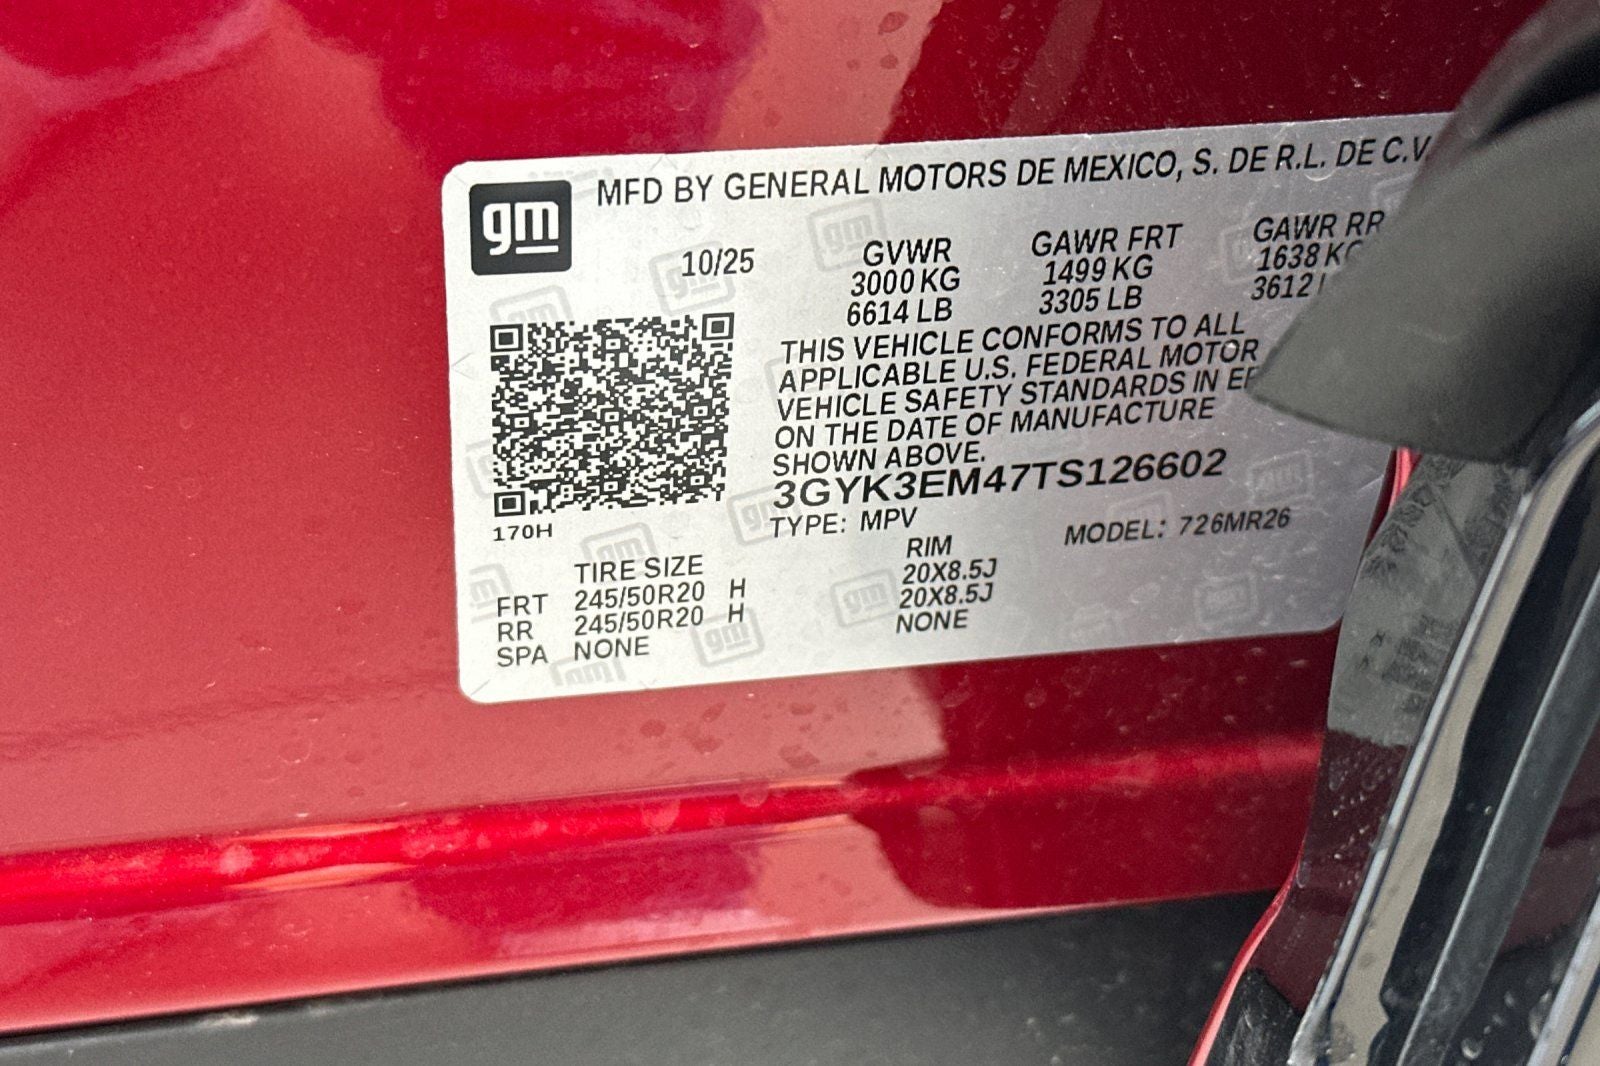 gm MFD BY GENERAL MOTORS DE MEXICO, S. DE R.L. DE C.V.
10/25 GVWR GAWR FRT GAWR RR
3000 KG 1499 KG 1638 KG
6614 LB 3305 LB 3612
THIS VEHICLE CONFORMS TO ALL
APPLICABLE U.S. FEDERAL MOTOR
VEHICLE SAFETY STANDARDS IN
ON THE DATE OF MANUFACTURE
SHOWN ABOVE.
3GYK3EM47TS126602
170H
TYPE: MPV MODEL: 726MR26
TIRE SIZE RIM
FRT 245/50R20 H 20X8.5J
RR 245/50R20 H 20X8.5J
SPA NONE NONE